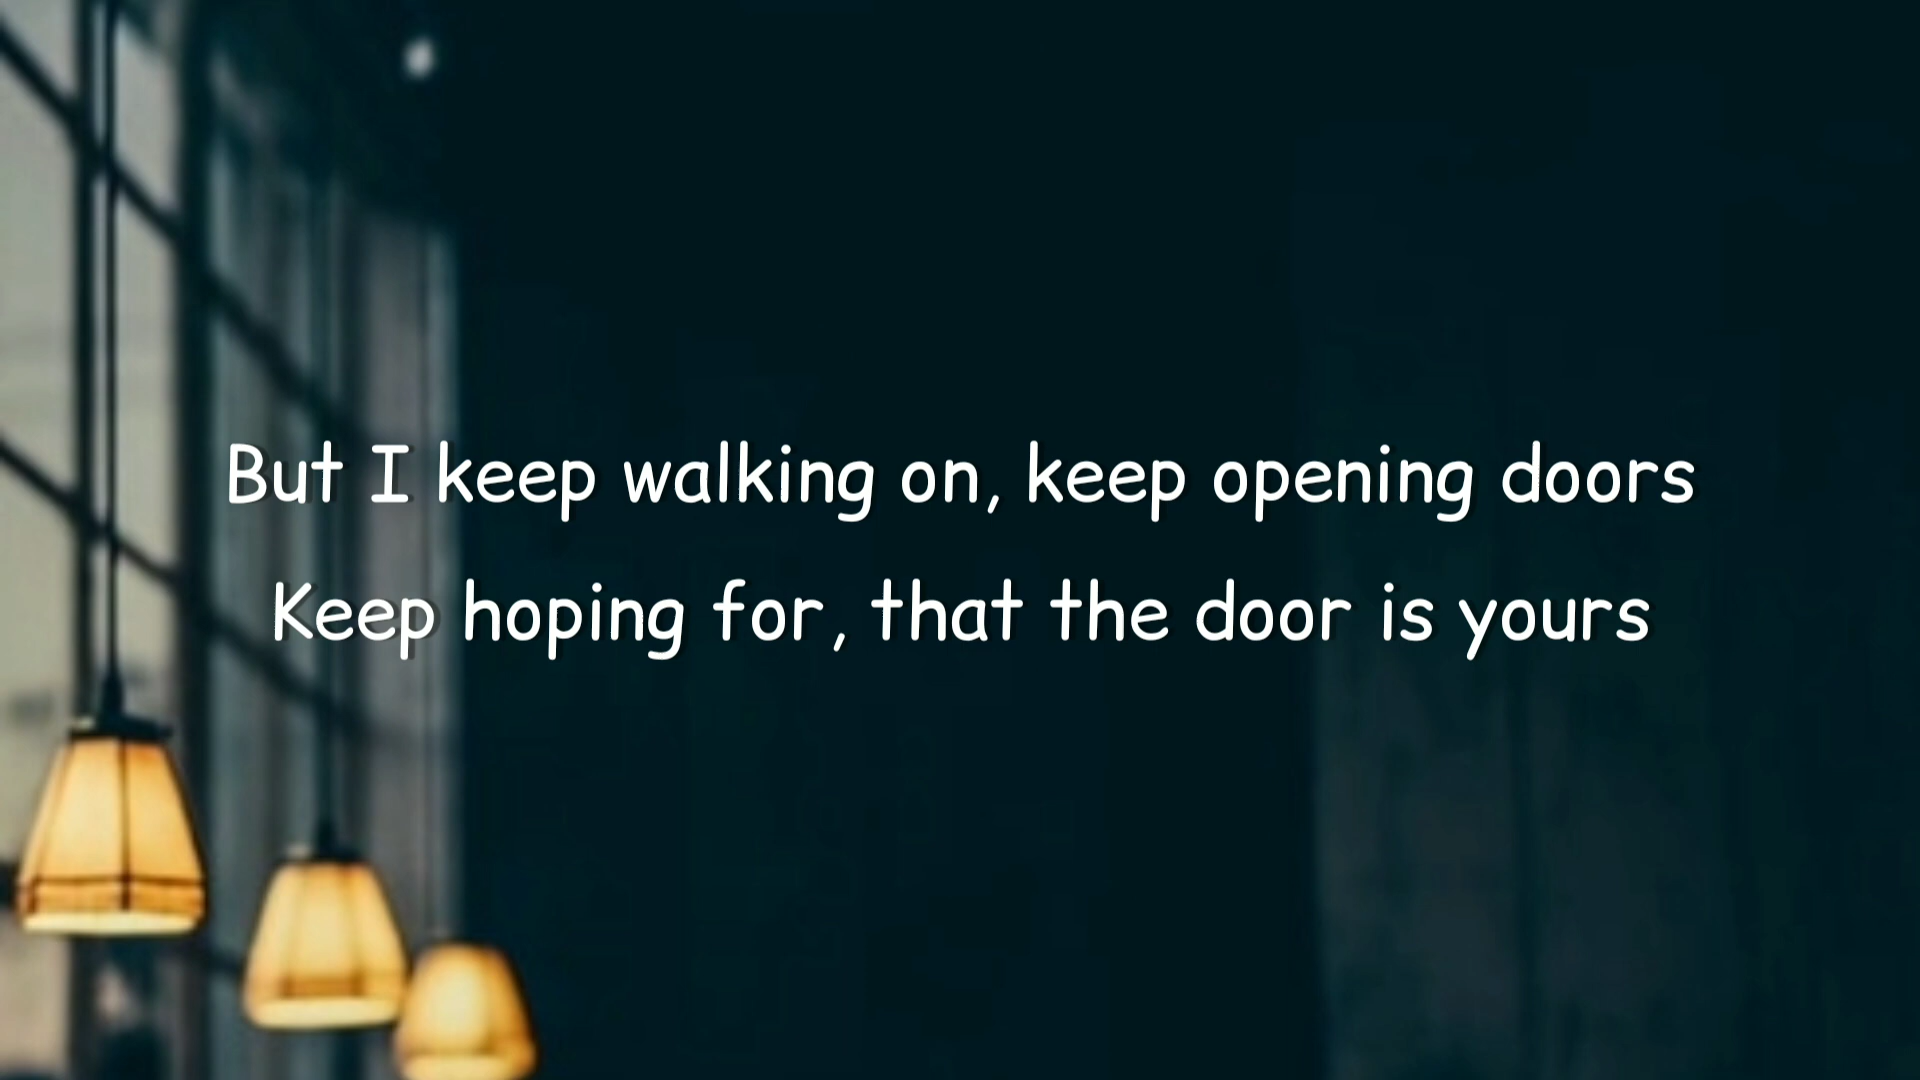 But I keep walking on, keep opening doors
Keep hoping for, that the door is yours